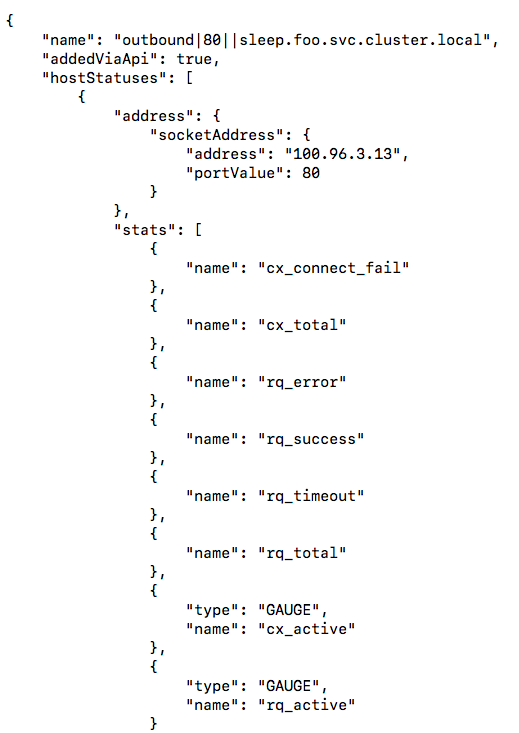 {
    "name": "outbound|80||sleep.foo.svc.cluster.local",
    "addedViaApi": true,
    "hostStatuses": [
        {
            "address": {
                "socketAddress": {
                    "address": "100.96.3.13",
                    "portValue": 80
                }
            },
            "stats": [
                {
                    "name": "cx_connect_fail"
                },
                {
                    "name": "cx_total"
                },
                {
                    "name": "rq_error"
                },
                {
                    "name": "rq_success"
                },
                {
                    "name": "rq_timeout"
                },
                {
                    "name": "rq_total"
                },
                {
                    "type": "GAUGE",
                    "name": "cx_active"
                },
                {
                    "type": "GAUGE",
                    "name": "rq_active"
                }